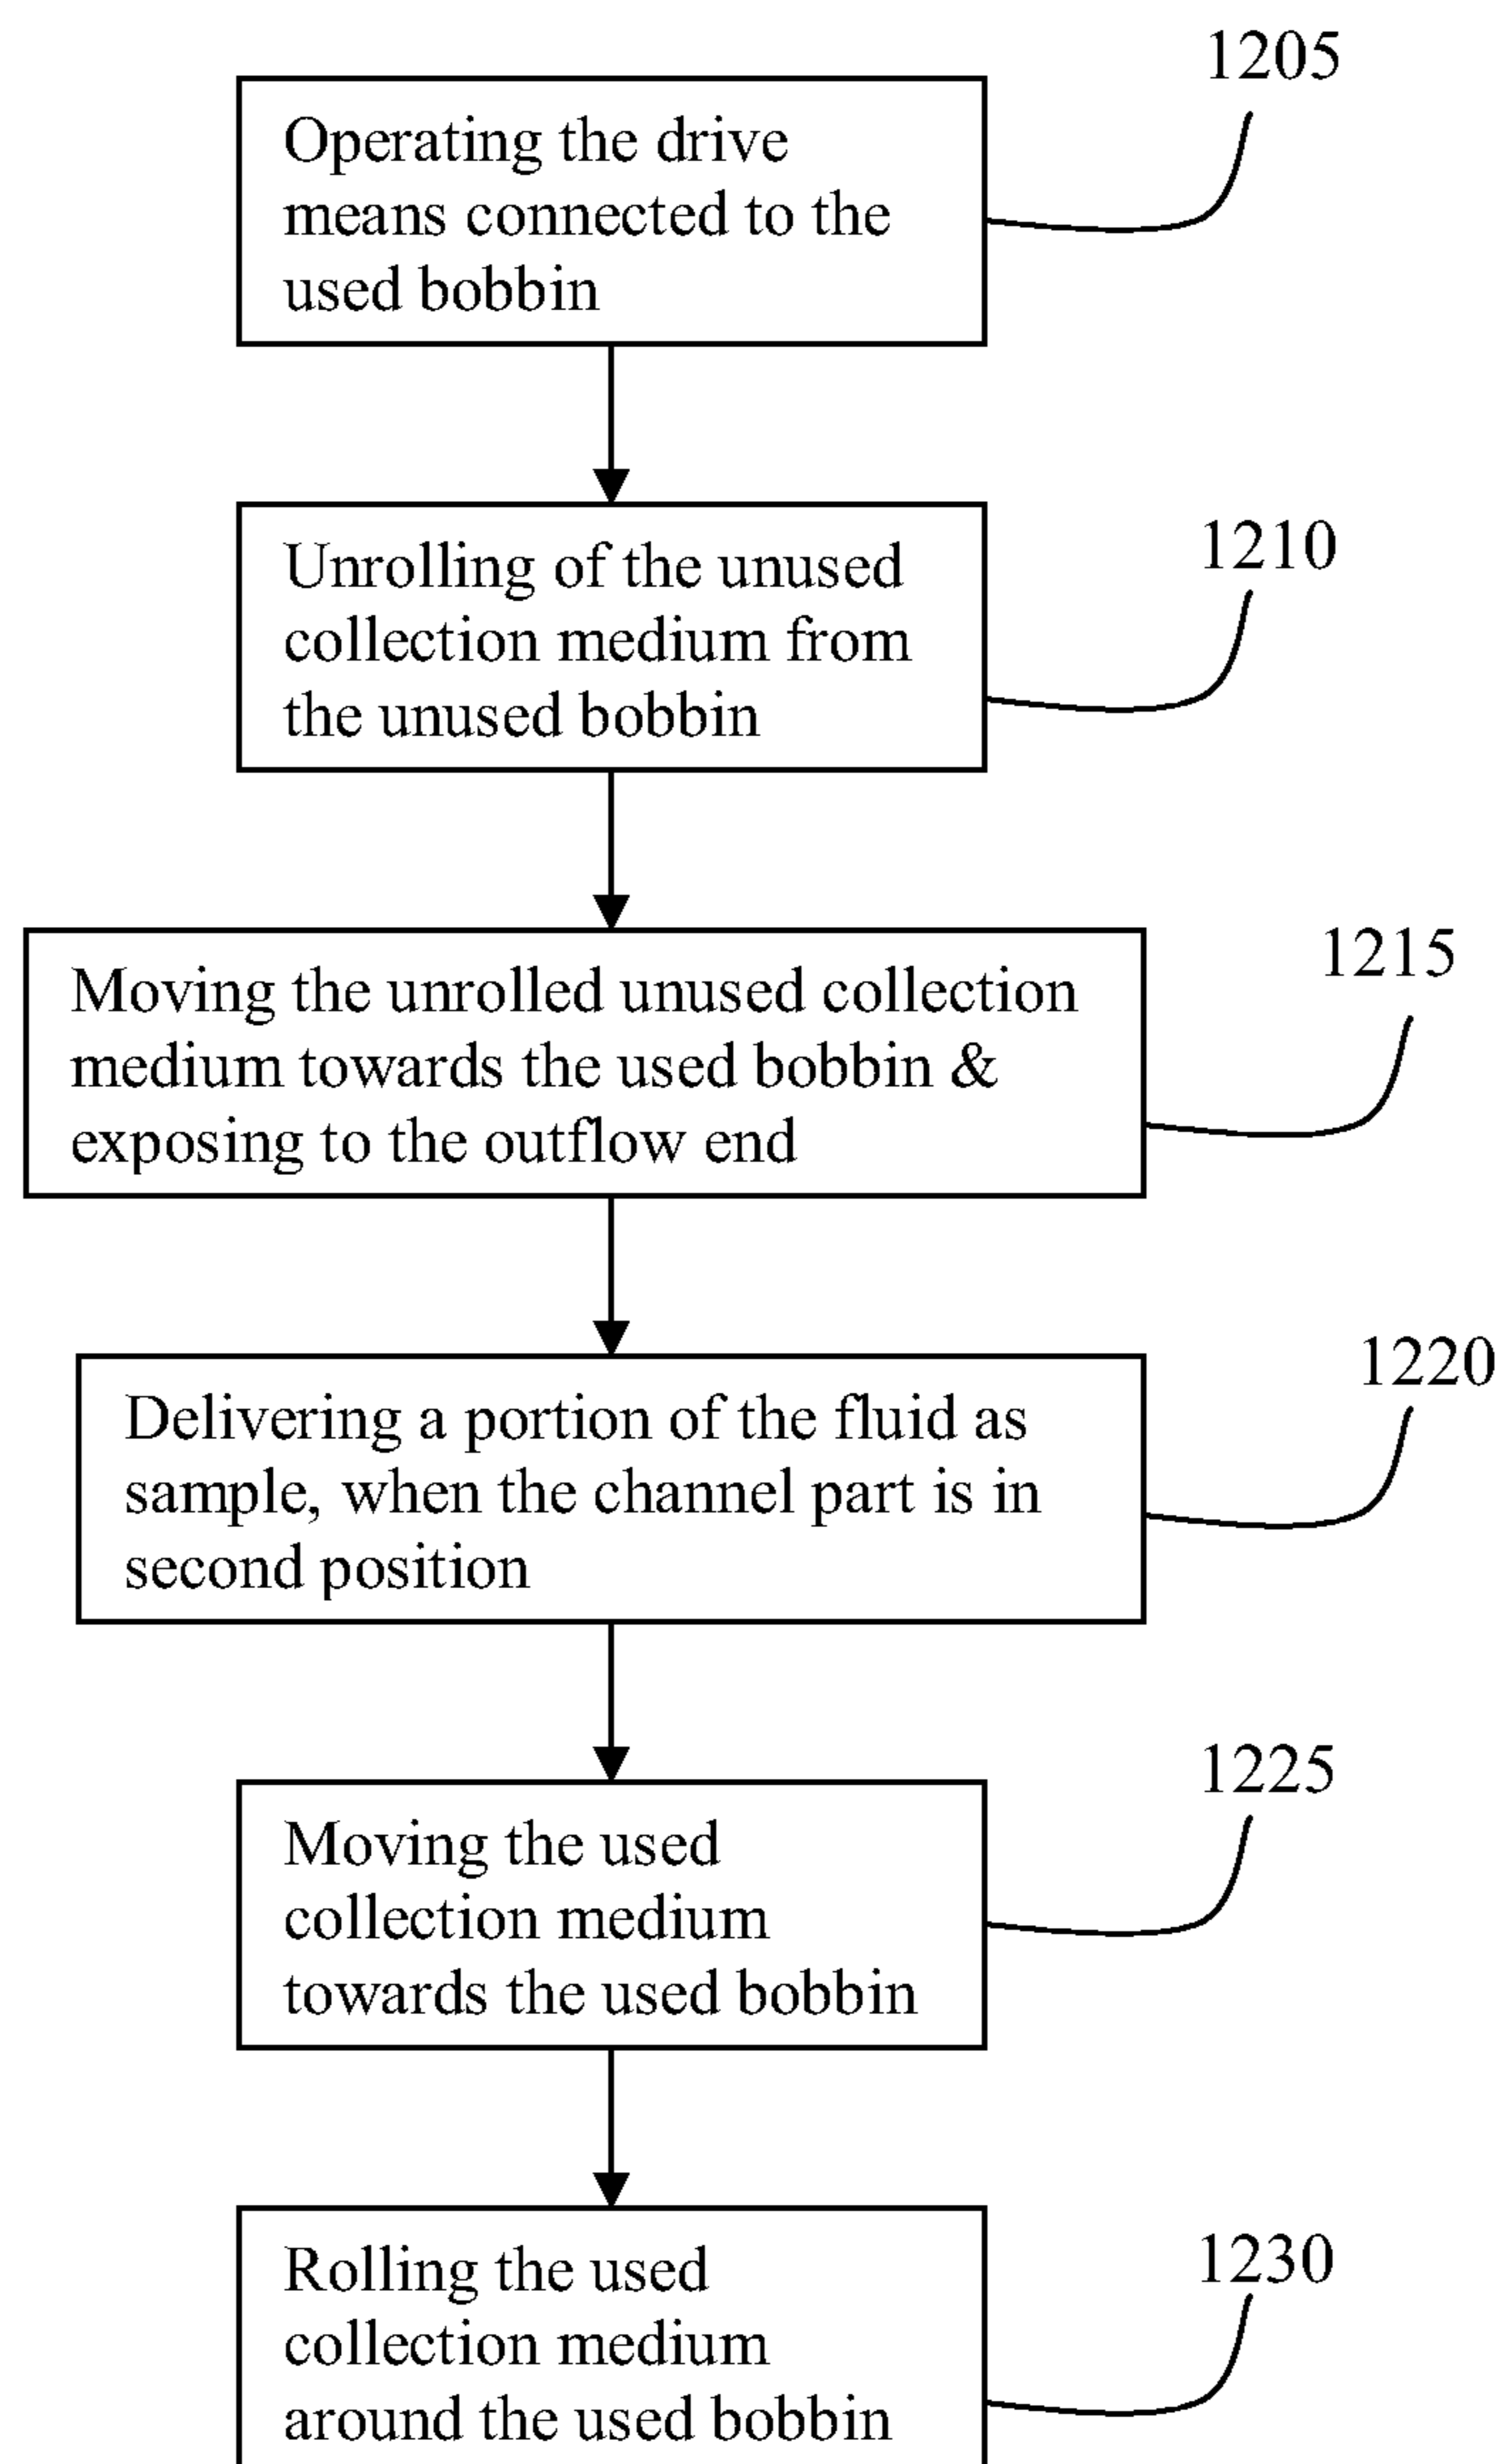 1205
Operating the drive
means connected to the
used bobbin
1210
Unrolling of the unused
collection medium from
the unused bobbin
1215
Moving the unrolled unused collection
medium towards the used bobbin &
exposing to the outflow end
1220
Delivering a portion of the fluid as
sample, when the channel part is in
second position
1225
Moving the used
collection medium
towards the used bobbin
1230
Rolling the used
collection medium
around the used bobbin